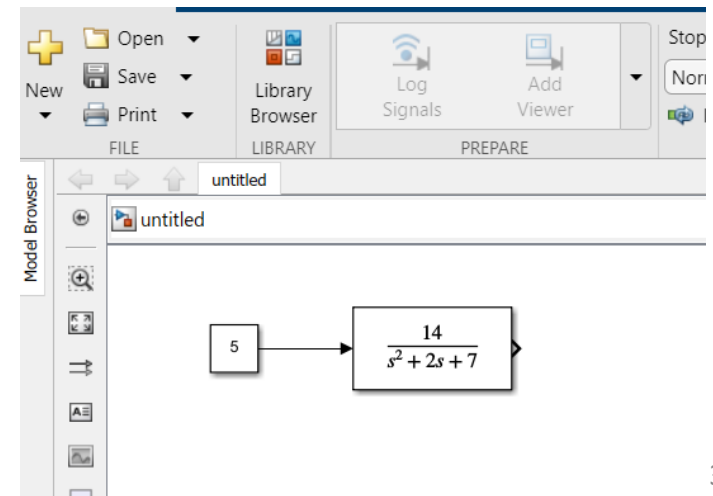 Open
Save
Print
New
FILE
Library
Browser
LIBRARY
Log
Signals
Add
Viewer
PREPARE
Stop
Nor
Model Browser
untitled
untitled
5
14
s² + 2s + 7